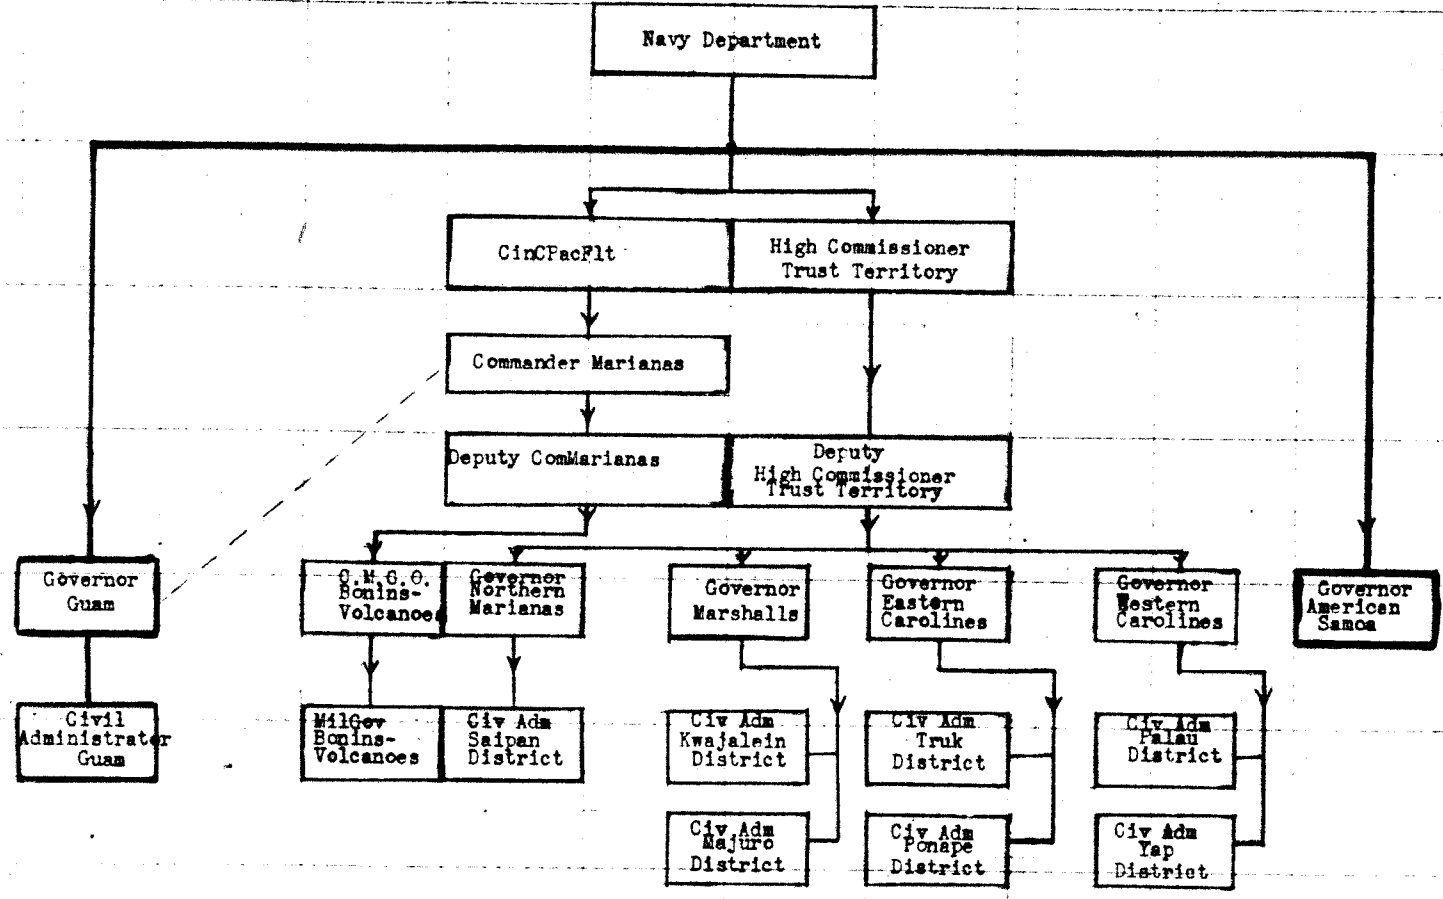 Navy Department
CinCPacFlt
High Commissioner
Trust Territory
Commander Marianas
Deputy ComMarianas
Deputy
High Commissioner
Trust Territory
Governor
Guam
C.M.G.O.
Bonins-
Volcanoes
Governor
Northern
Marianas
Governor
Marshalls
Governor
Eastern
Carolines
Governor
Western
Carolines
Governor
American
Samoa
Civil
Administrater
Guam
MilGov
Bonins-
Volcanoes
Civ Adm
Saipan
District
Civ Adm
Kwajalein
District
Civ Adm
Truk
District
Civ Adm
Palau
District
Civ Adm
Majuro
District
Civ Adm
Ponape
District
Civ Adm
Yap
District